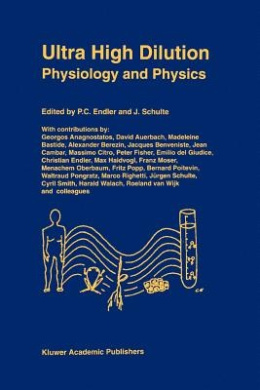 Ultra High Dilution
Physiology and Physics
Edited by P.C. Endler and J. Schulte
With contributions by:
Georgos Anagnostatos, David Auerbach, Madeleine
Bastide, Alexander Berezin, Jacques Benveniste, Jean
Cambar, Massimo Citro, Peter Fisher, Emilio del Giudice,
Christian Endler, Max Haidvogl, Franz Moser,
Menachem Oberbaum, Fritz Popp, Bernard Poitevin,
Waltraud Pongratz, Marco Righetti, Jürgen Schulte,
Cyril Smith, Harald Walach, Roeland van Wijk
and colleagues
Kluwer Academic Publishers